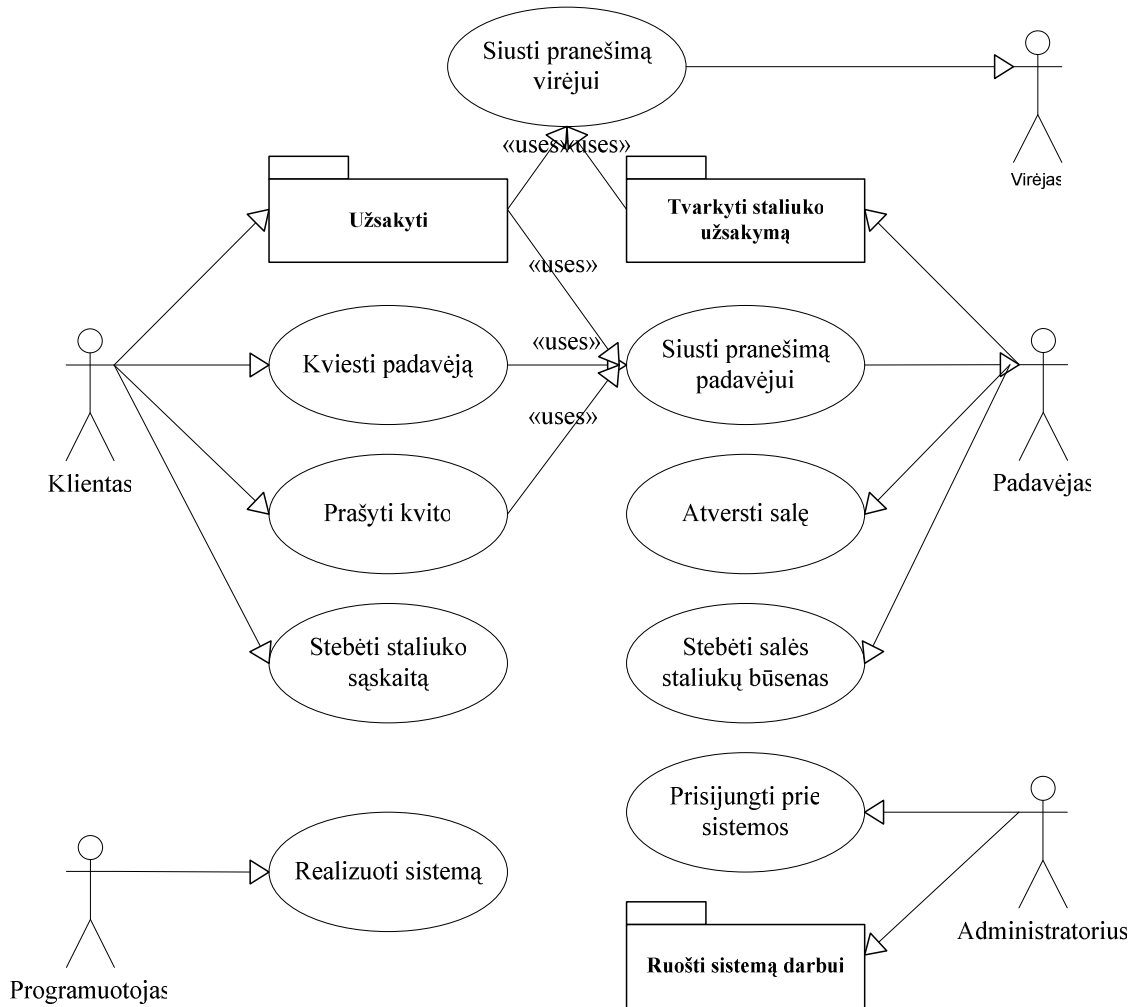 Siusti pranešimą
virėjui
Virėjas
«uses»
«uses»
Užsakyti
Tvarkyti staliuko
užsakymą
«uses»
Kviesti padavėją
«uses»
Siusti pranešimą
padavėjui
«uses»
Klientas
Padavėjas
Prašyti kvito
Atversti salę
Stebėti staliuko
sąskaitą
Stebėti salės
staliukų būsenas
Prisijungti prie
sistemos
Realizuoti sistemą
Administratorius
Programuotojas
Ruošti sistemą darbui